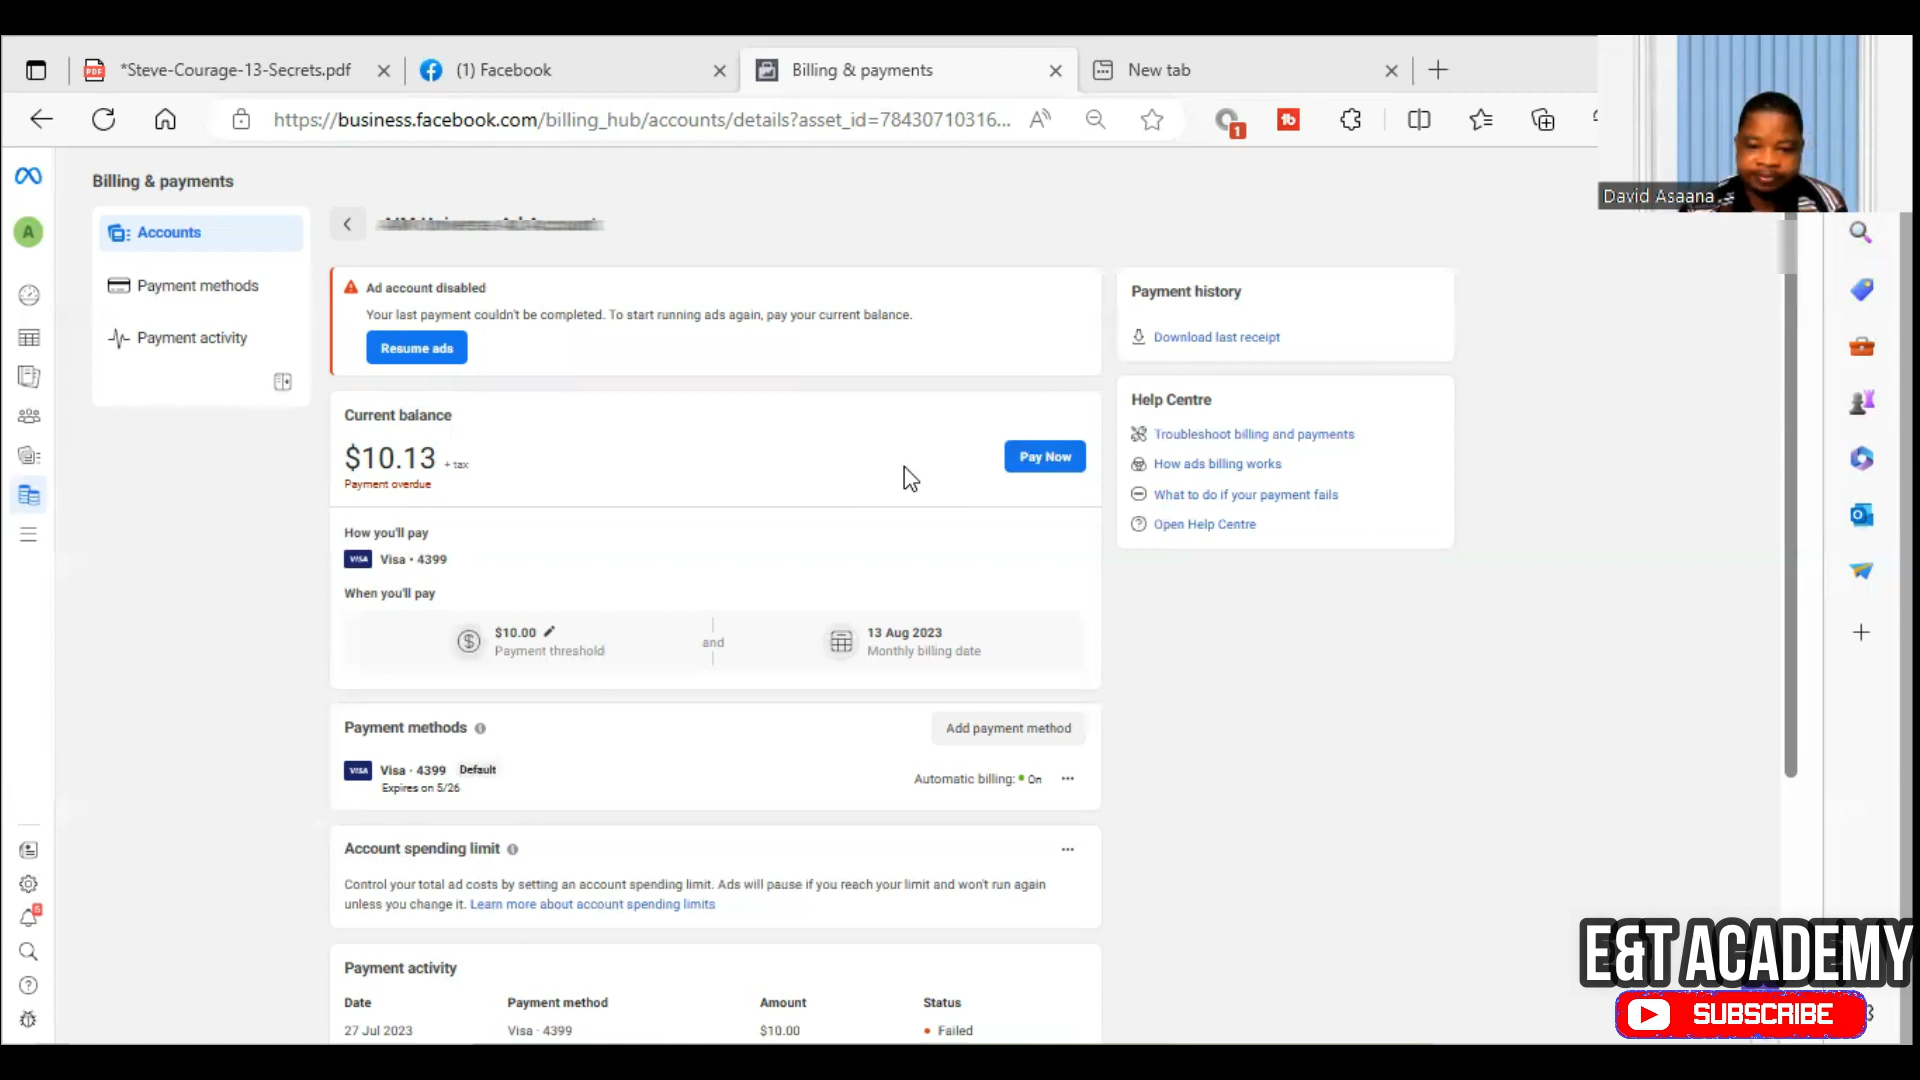 *Steve-Courage-13-Secrets.pdf
(1) Facebook
Billing & payments
New tab
https://business.facebook.com/billing_hub/accounts/details?asset_id=78430710316...
1
David Asaana
Billing & payments
A
Accounts
Payment methods
Payment activity
Ad account disabled
Your last payment couldn't be completed. To start running ads again, pay your current balance.
Resume ads
Payment history
Download last receipt
Current balance
$10.13 + tax
Payment overdue
Pay Now
Help Centre
Troubleshoot billing and payments
How ads billing works
What to do if your payment fails
Open Help Centre
How you'll pay
VISA Visa • 4399
When you'll pay
$10.00
Payment threshold
and
13 Aug 2023
Monthly billing date
Payment methods
Add payment method
VISA Visa · 4399 Default
Expires on 5/26
Automatic billing: On
Account spending limit
Control your total ad costs by setting an account spending limit. Ads will pause if you reach your limit and won't run again
unless you change it. Learn more about account spending limits
Payment activity
Date Payment method Amount Status
27 Jul 2023 Visa · 4399 $10.00 Failed
5
E&T ACADEMY
SUBSCRIBE